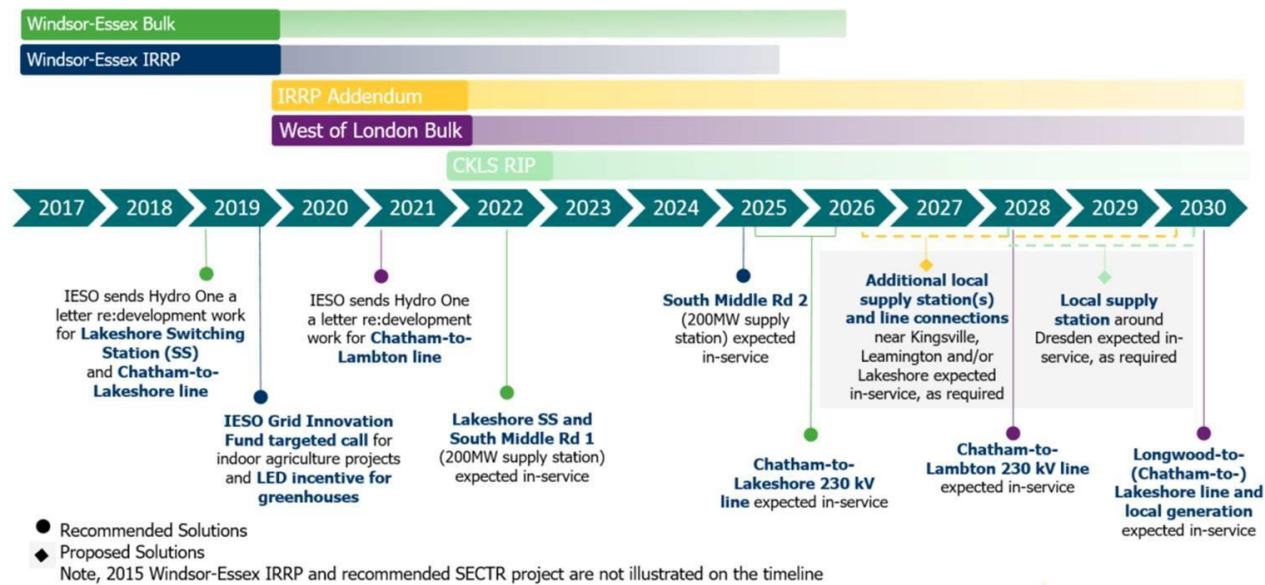 Windsor-Essex Bulk
Windsor-Essex IRRP
IRRP Addendum
West of London Bulk
CKLS RIP
2017 2018 2019 2020 2021 2022 2023 2024 2025 2026 2027 2028 2029 2030
IESO sends Hydro One a
letter re:development work
for Lakeshore Switching
Station (SS)
and Chatham-to-
Lakeshore line
IESO Grid Innovation
Fund targeted call for
indoor agriculture projects
and LED incentive for
greenhouses
IESO sends Hydro One
a letter re:development
work for Chatham-to-
Lambton line
Lakeshore SS and
South Middle Rd 1
(200MW supply station)
expected in-service
South Middle Rd 2
(200MW supply
station) expected
in-service
Chatham-to-
Lakeshore 230 kV
line expected in-service
Additional local
supply station(s)
and line connections
near Kingsville,
Leamington and/or
Lakeshore expected
in-service, as required
Chatham-to-
Lambton 230 kV line
expected in-service
Local supply
station around
Dresden expected in-
service, as required
Longwood-to-
(Chatham-to-)
Lakeshore line and
local generation
expected in-service
Recommended Solutions
Proposed Solutions
Note, 2015 Windsor-Essex IRRP and recommended SECTR project are not illustrated on the timeline